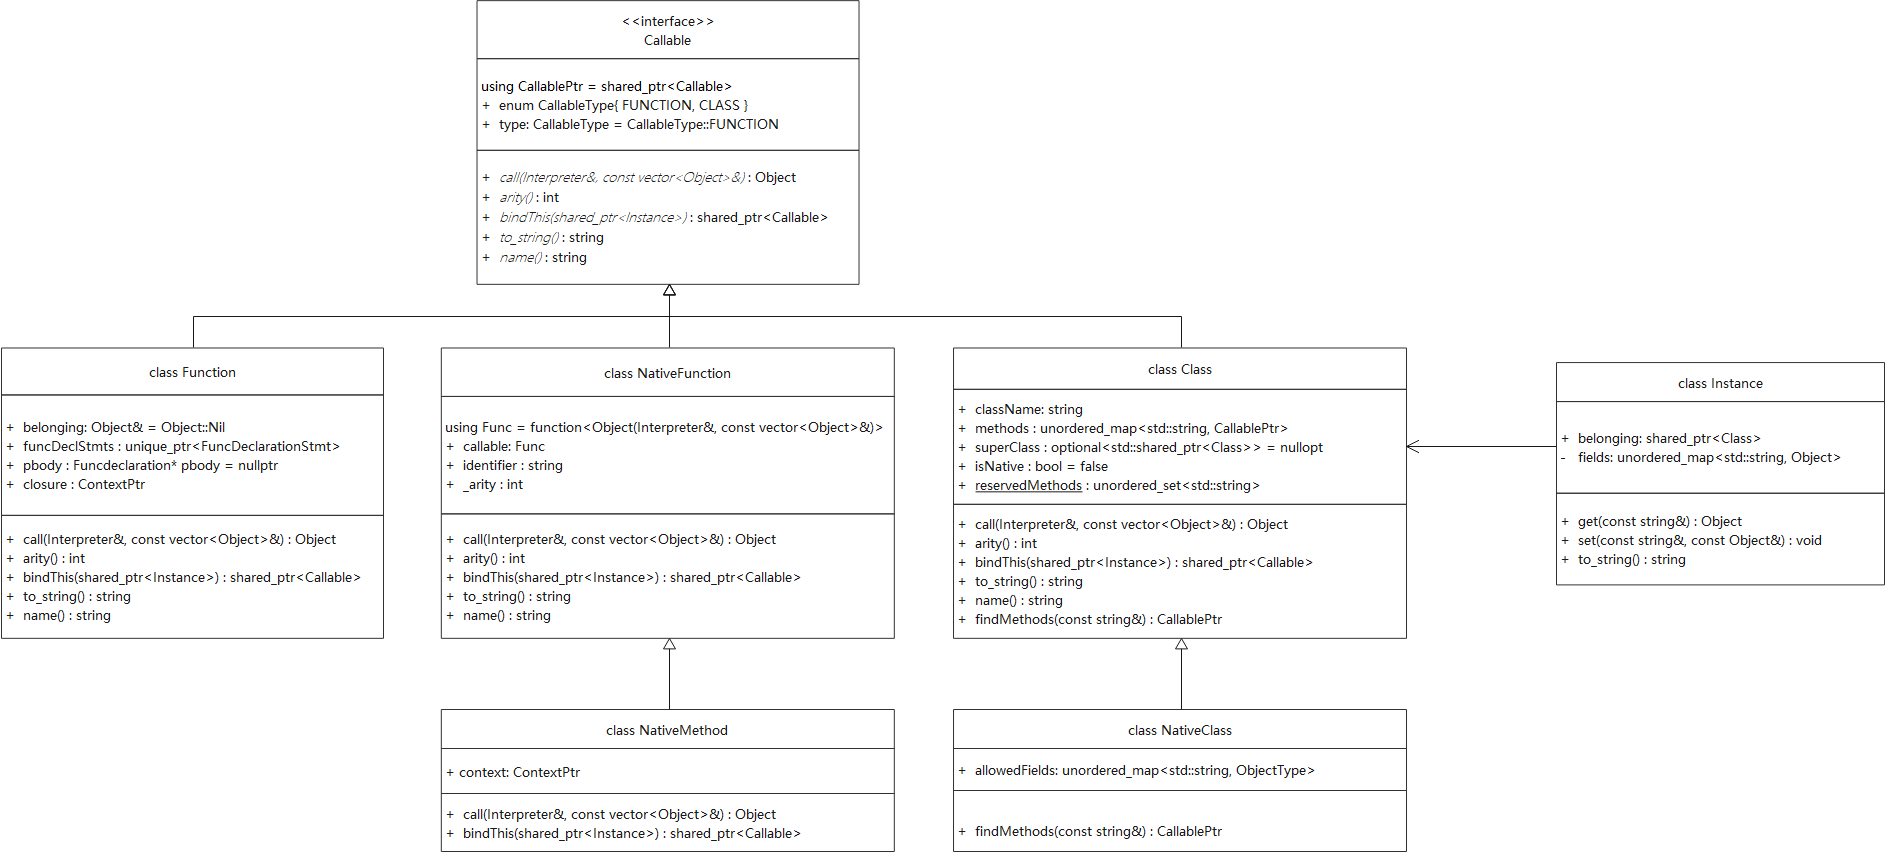 <<interface>>
Callable
using CallablePtr = shared_ptr<Callable>
+ enum CallableType{ FUNCTION, CLASS }
+ type: CallableType = CallableType::FUNCTION
+ call(Interpreter&, const vector<Object>&) : Object
+ arity() : int
+ bindThis(shared_ptr<Instance>) : shared_ptr<Callable>
+ to_string() : string
+ name() : string
class Function
+ belonging: Object& = Object::Nil
+ funcDeclStmts : unique_ptr<FuncDeclarationStmt>
+ pbody : Funcdeclaration* pbody = nullptr
+ closure : ContextPtr
+ call(Interpreter&, const vector<Object>&) : Object
+ arity() : int
+ bindThis(shared_ptr<Instance>) : shared_ptr<Callable>
+ to_string() : string
+ name() : string
class NativeFunction
using Func = function<Object(Interpreter&, const vector<Object>&)>
+ callable: Func
+ identifier : string
+ _arity : int
+ call(Interpreter&, const vector<Object>&) : Object
+ arity() : int
+ bindThis(shared_ptr<Instance>) : shared_ptr<Callable>
+ to_string() : string
+ name() : string
class Class
+ className: string
+ methods : unordered_map<std::string, CallablePtr>
+ superClass : optional<std::shared_ptr<Class>> = nullopt
+ isNative : bool = false
+ reservedMethods : unordered_set<std::string>
+ call(Interpreter&, const vector<Object>&) : Object
+ arity() : int
+ bindThis(shared_ptr<Instance>) : shared_ptr<Callable>
+ to_string() : string
+ name() : string
+ findMethods(const string&) : CallablePtr
class Instance
+ belonging: shared_ptr<Class>
- fields: unordered_map<std::string, Object>
+ get(const string&) : Object
+ set(const string&, const Object&) : void
+ to_string() : string
class NativeMethod
+ context: ContextPtr
+ call(Interpreter&, const vector<Object>&) : Object
+ bindThis(shared_ptr<Instance>) : shared_ptr<Callable>
class NativeClass
+ allowedFields: unordered_map<std::string, ObjectType>
+ findMethods(const string&) : CallablePtr